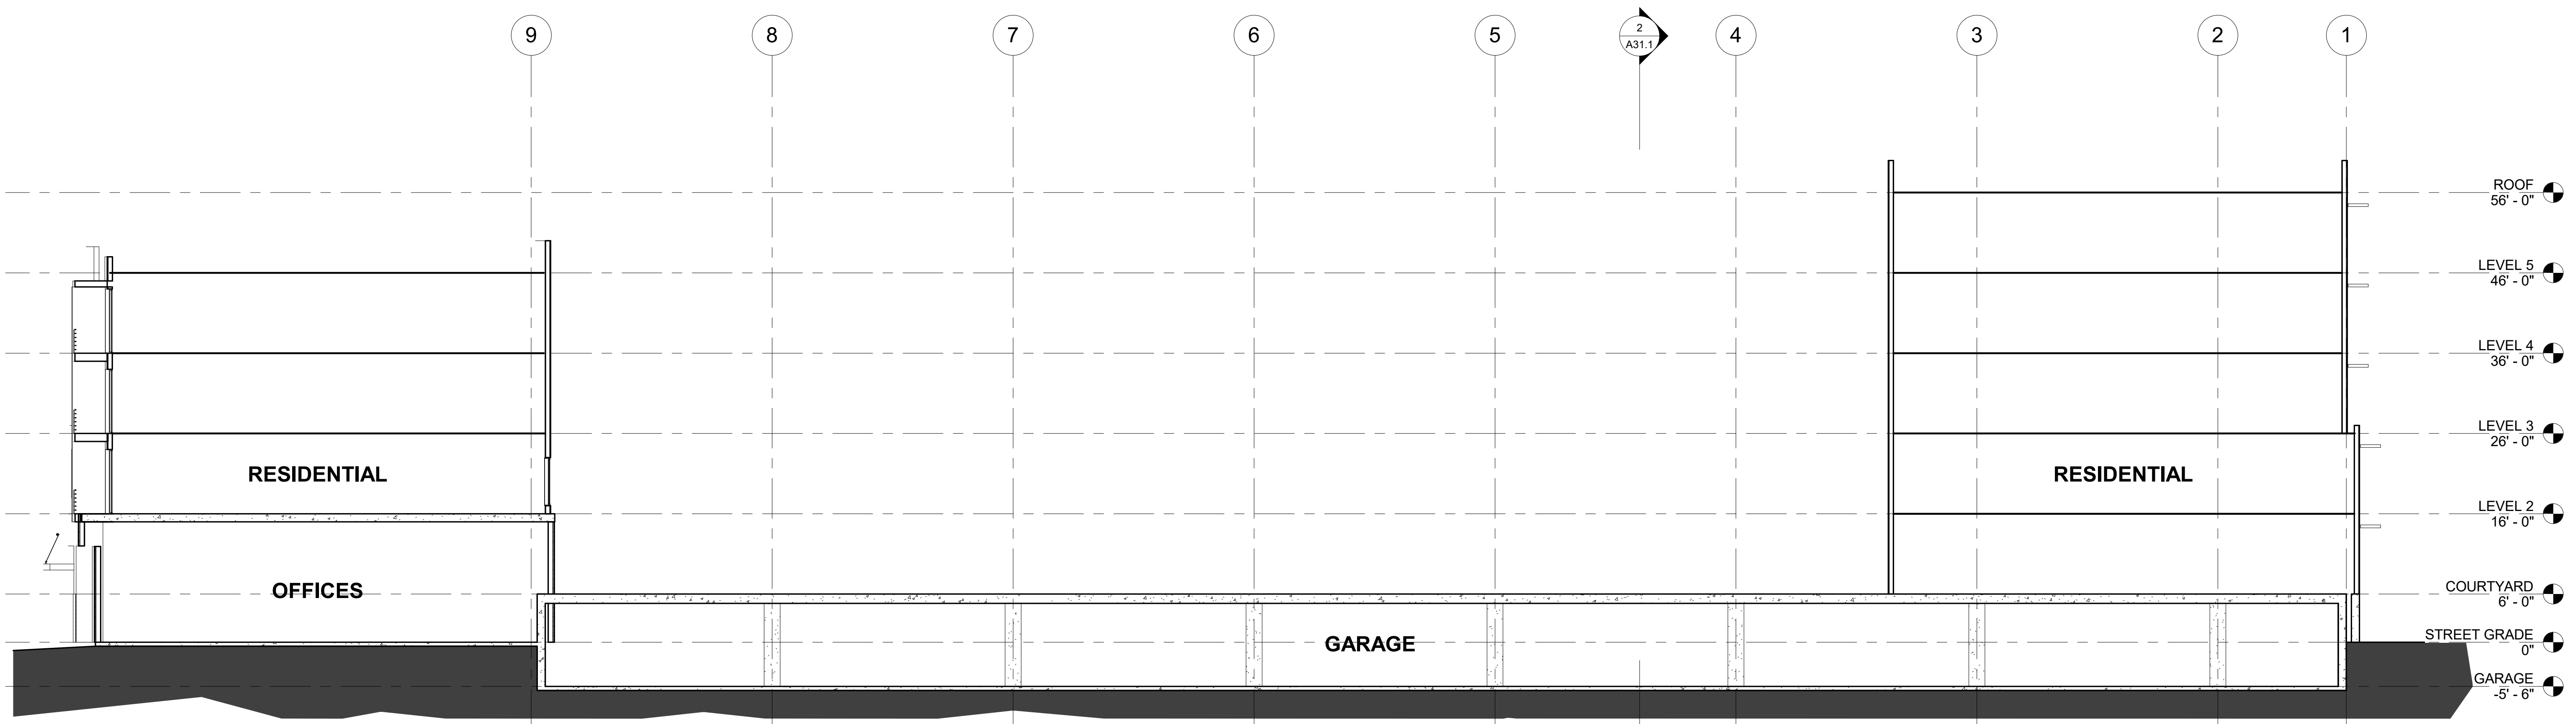 9
8
7
6
5
2
A31.1
4
3
2
1
ROOF
56' - 0"
LEVEL 5
46' - 0"
LEVEL 4
36' - 0"
LEVEL 3
26' - 0"
RESIDENTIAL
RESIDENTIAL
LEVEL 2
16' - 0"
OFFICES
COURTYARD
6' - 0"
GARAGE
STREET GRADE
0"
GARAGE
-5' - 6"